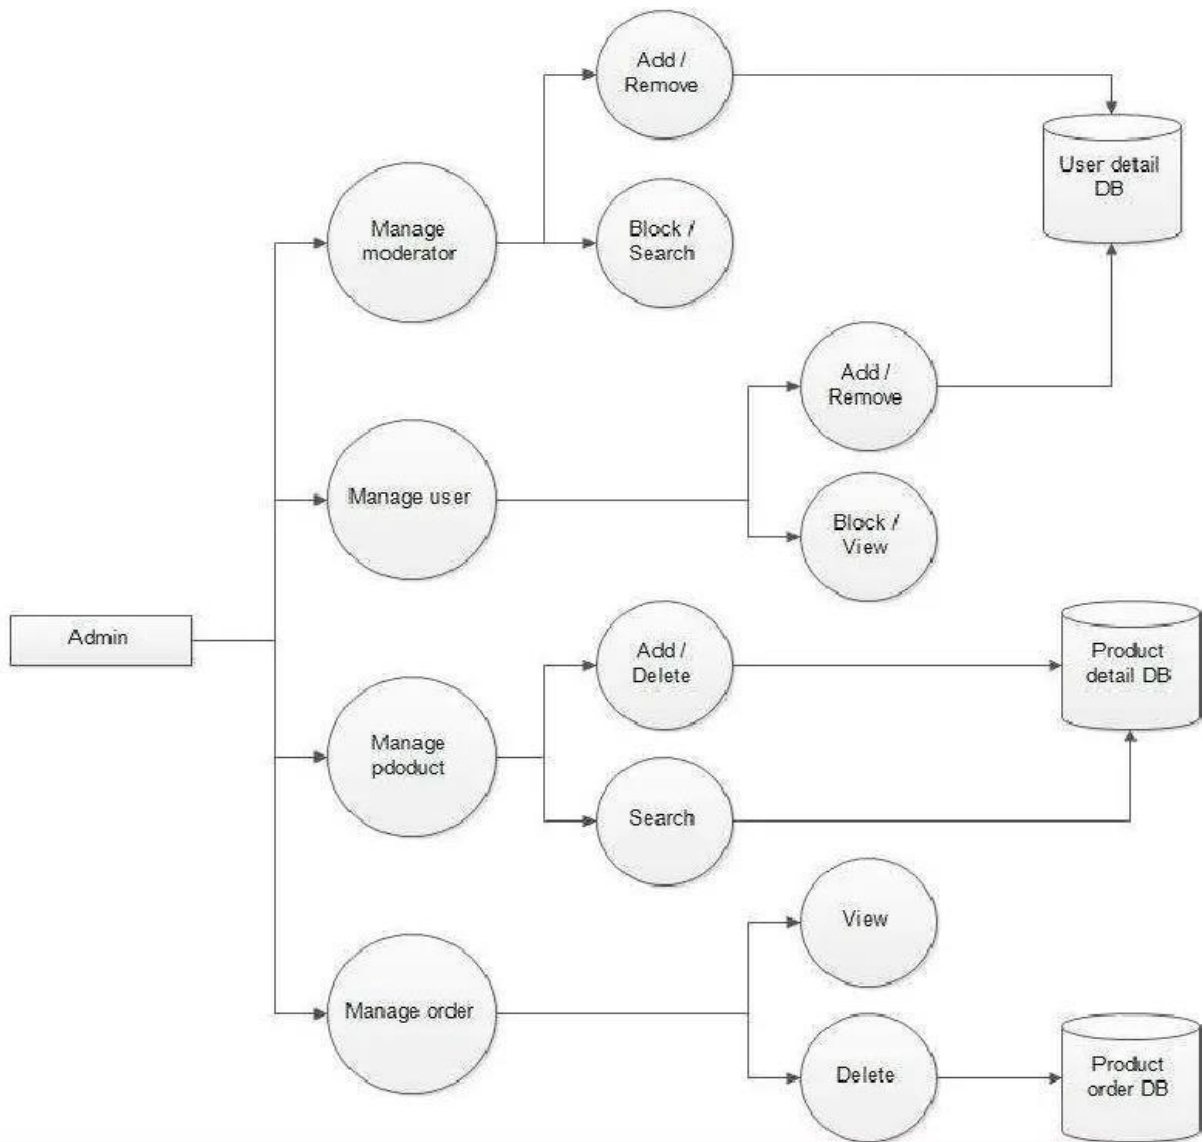 Add /
Remove
User detail
DB
Manage
moderator
Block /
Search
Add /
Remove
Manage user
Block /
View
Admin
Add /
Delete
Product
detail DB
Manage
pdoduct
Search
View
Manage order
Delete
Product
order DB